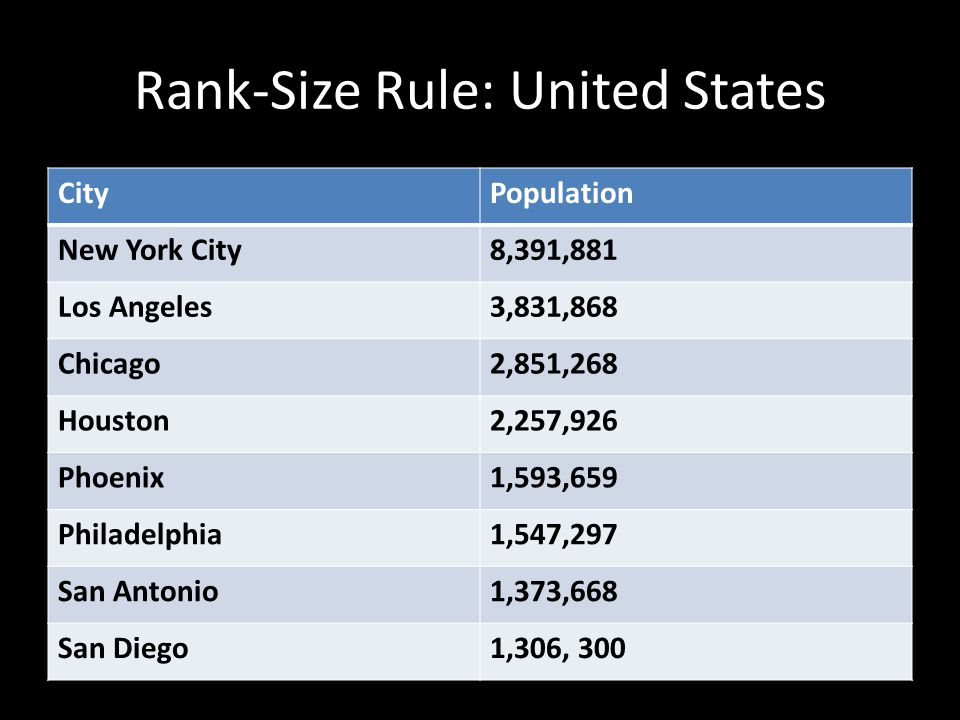 Rank-Size Rule: United States
City Population
New York City 8,391,881
Los Angeles 3,831,868
Chicago 2,851,268
Houston 2,257,926
Phoenix 1,593,659
Philadelphia 1,547,297
San Antonio 1,373,668
San Diego 1,306, 300